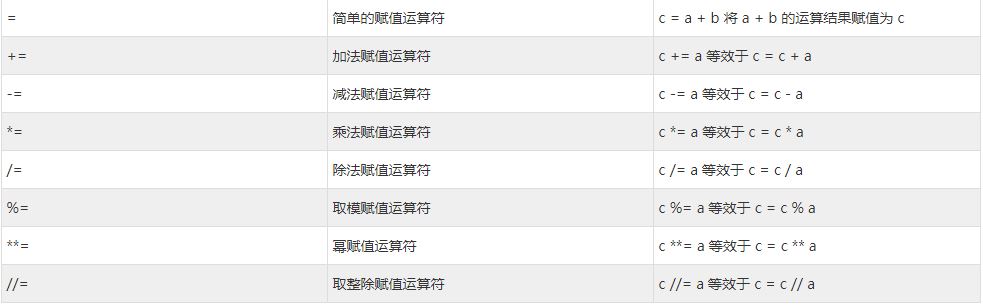 = 简单的赋值运算符 c = a + b 将 a + b 的运算结果赋值为 c
+= 加法赋值运算符 c += a 等效于 c = c + a
-= 减法赋值运算符 c -= a 等效于 c = c - a
*= 乘法赋值运算符 c *= a 等效于 c = c * a
/= 除法赋值运算符 c /= a 等效于 c = c / a
%= 取模赋值运算符 c %= a 等效于 c = c % a
**= 幂赋值运算符 c **= a 等效于 c = c ** a
//= 取整除赋值运算符 c //= a 等效于 c = c // a